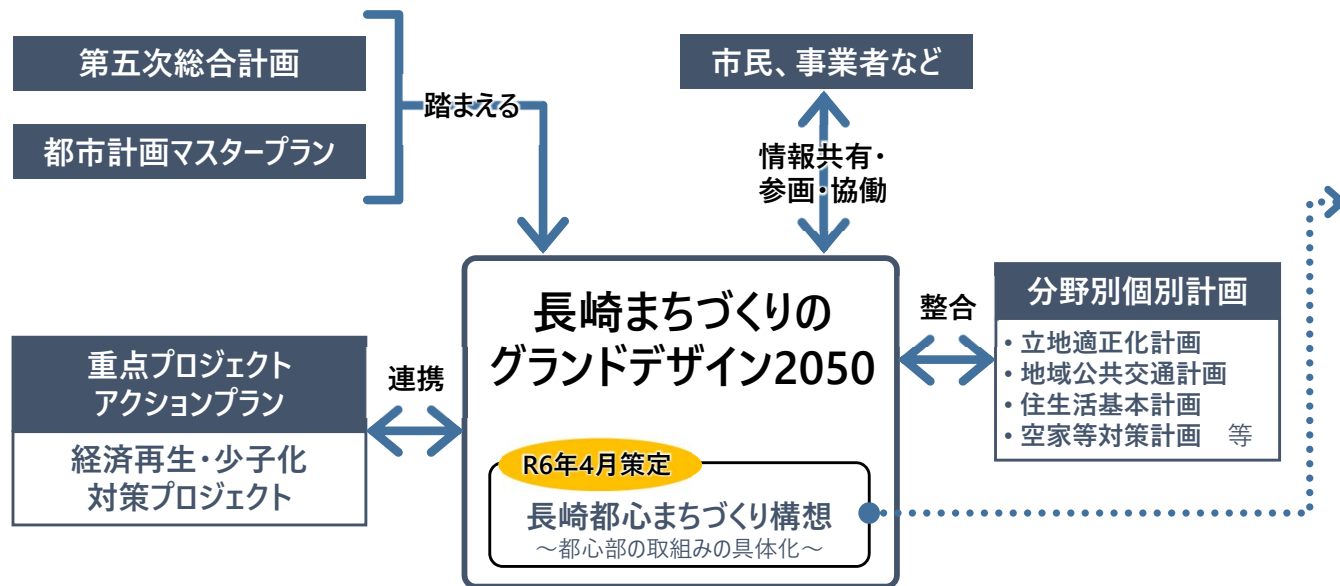 第五次総合計画
都市計画マスタープラン
踏まえる
市民、事業者など
情報共有・
参画・協働
長崎まちづくりの
グランドデザイン2050
R6年4月策定
長崎都心まちづくり構想
～都心部の取組みの具体化～
連携
重点プロジェクト
アクションプラン
経済再生・少子化
対策プロジェクト
整合
分野別個別計画
・立地適正化計画
・地域公共交通計画
・住生活基本計画
・空家等対策計画　等